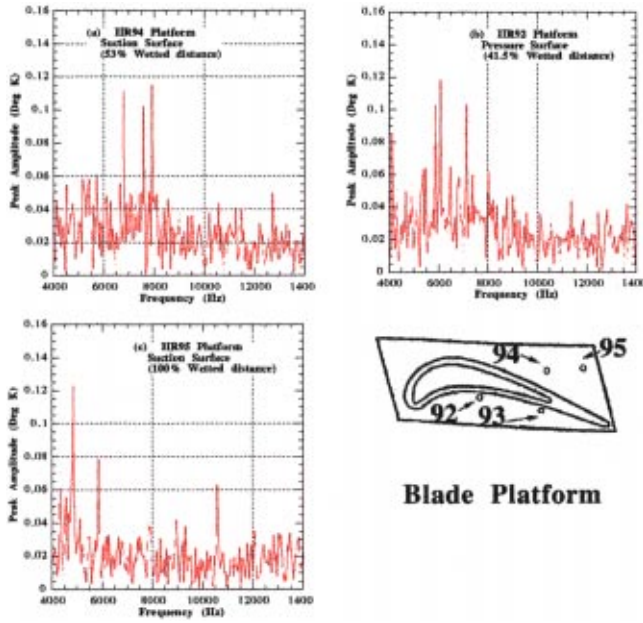 0.16
0.14
0.12
0.1
0.08
0.06
0.04
0.02
0
Peak Amplitude (Deg K)
(a) HR94 Platform
Suction Surface
(53% Wetted distance)
4000 6000 8000 10000 12000 14000
Frequency (Hz)
0.16
0.14
0.12
0.1
0.08
0.06
0.04
0.02
0
Peak Amplitude (Deg K)
(b) HR92 Platform
Pressure Surface
(41.5% Wetted distance)
4000 6000 8000 10000 12000 1400
Frequency (Hz)
0.16
0.14
0.12
0.1
0.08
0.06
0.04
0.02
0
Peak Amplitude (Deg K)
(c) HR95 Platform
Suction Surface
(100% Wetted distance)
4000 6000 8000 10000 12000 1400
Frequency (Hz)
94 95
92 93
Blade Platform